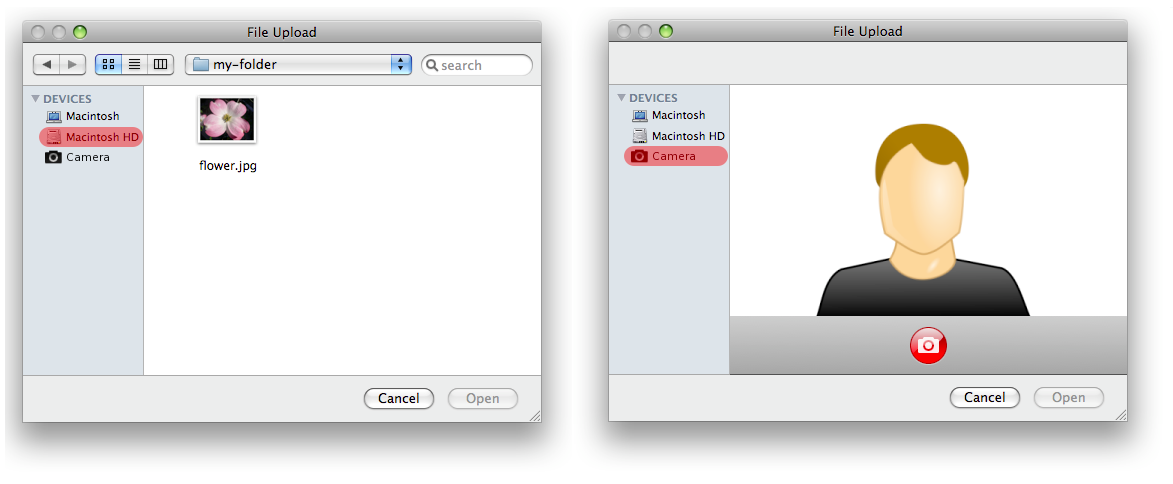 File Upload
my-folder
search
DEVICES
Macintosh
Macintosh HD
Camera
flower.jpg
Cancel
Open
File Upload
DEVICES
Macintosh
Macintosh HD
Camera
Cancel
Open